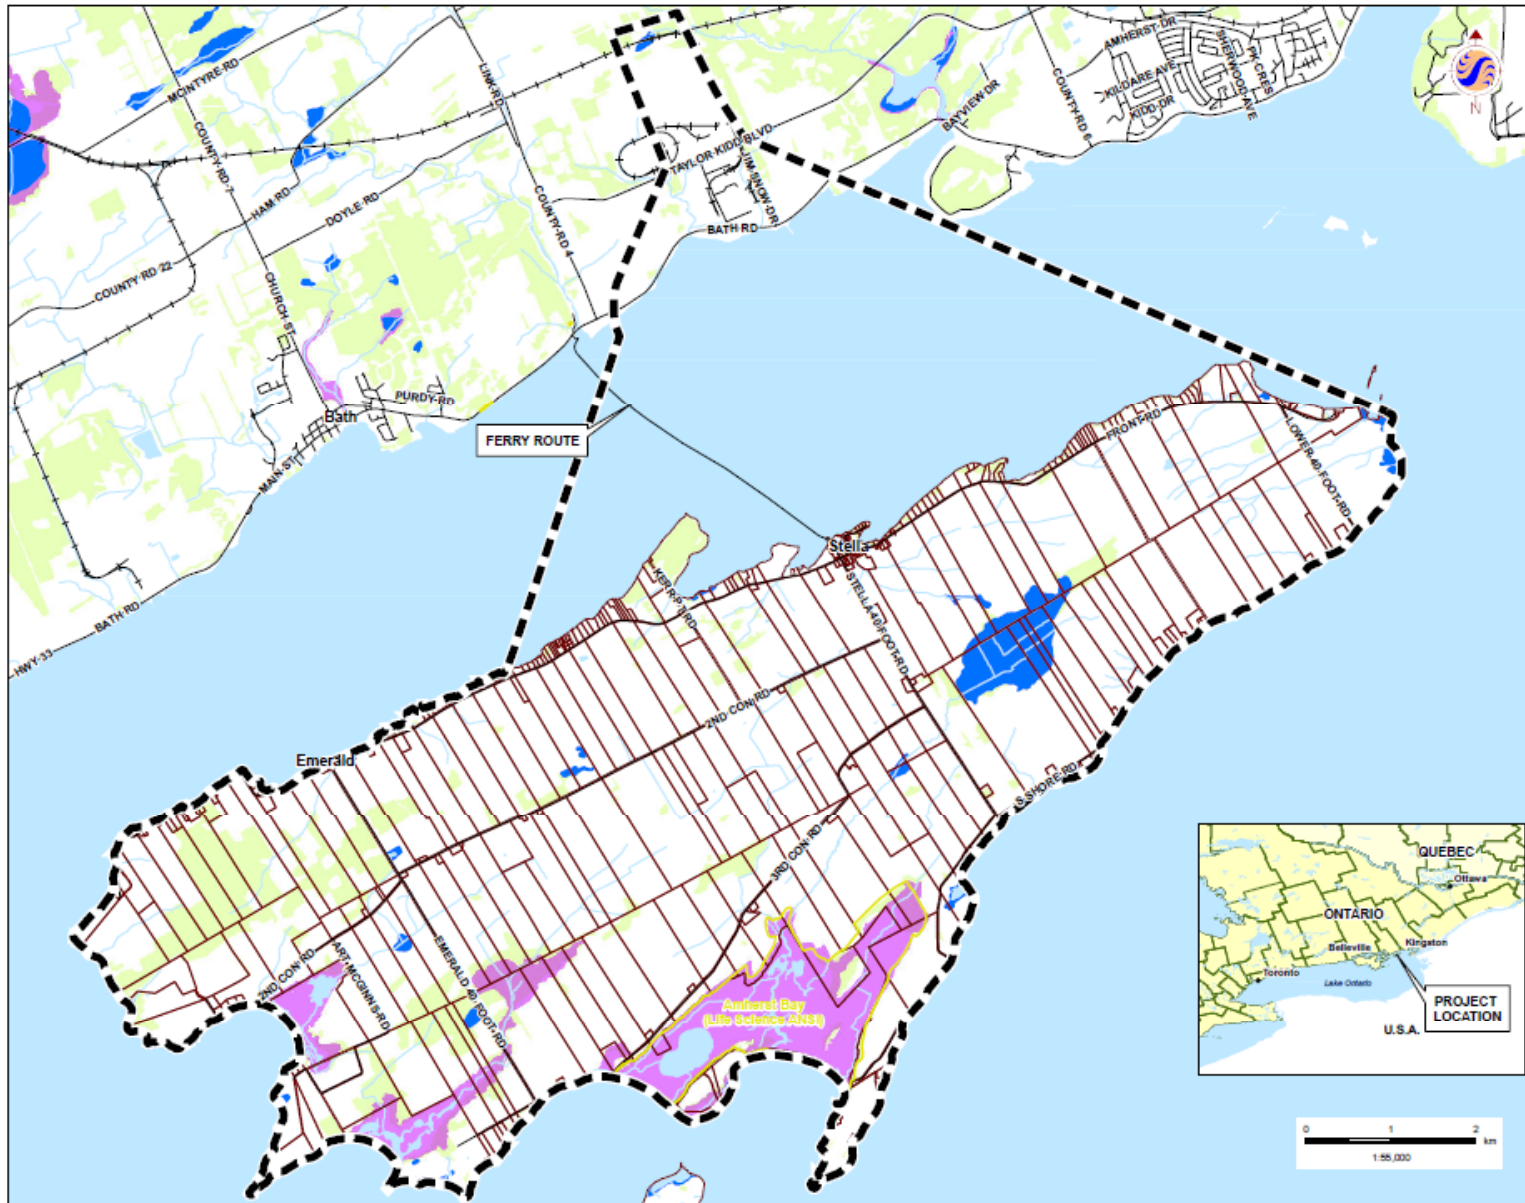 AMHERST DR
SHERWOOD AVE
PK CRES
KILDARE AVE
KIDD DR
MCINTYRE RD
LINK RD
COUNTY RD 6
BAYVIEW DR
N
COUNTY RD 7
TAYLOR KIDD BLVD
JIM SNOW DR
HAM RD
DOYLE RD
COUNTY RD 4
BATH RD
COUNTY RD 22
CHURCH ST
PURDY RD
Bath
FERRY ROUTE
MAIN ST
FRONT RD
LOWER 40 FOOT RD
Stella
KERR PT RD
STELLA 40 FOOT RD
BATH RD
HWY 33
2ND CON RD
Emerald
S SHORE RD
3RD CON RD
2ND CON RD
ART MCGINNS RD
EMERALD 40 FOOT RD
Amherst Bay
(Life Science ANSI)
QUEBEC
Ottawa
ONTARIO
Belleville
Kingston
Toronto
Lake Ontario
PROJECT
LOCATION
U.S.A.
0 1 2
km
1:55,000